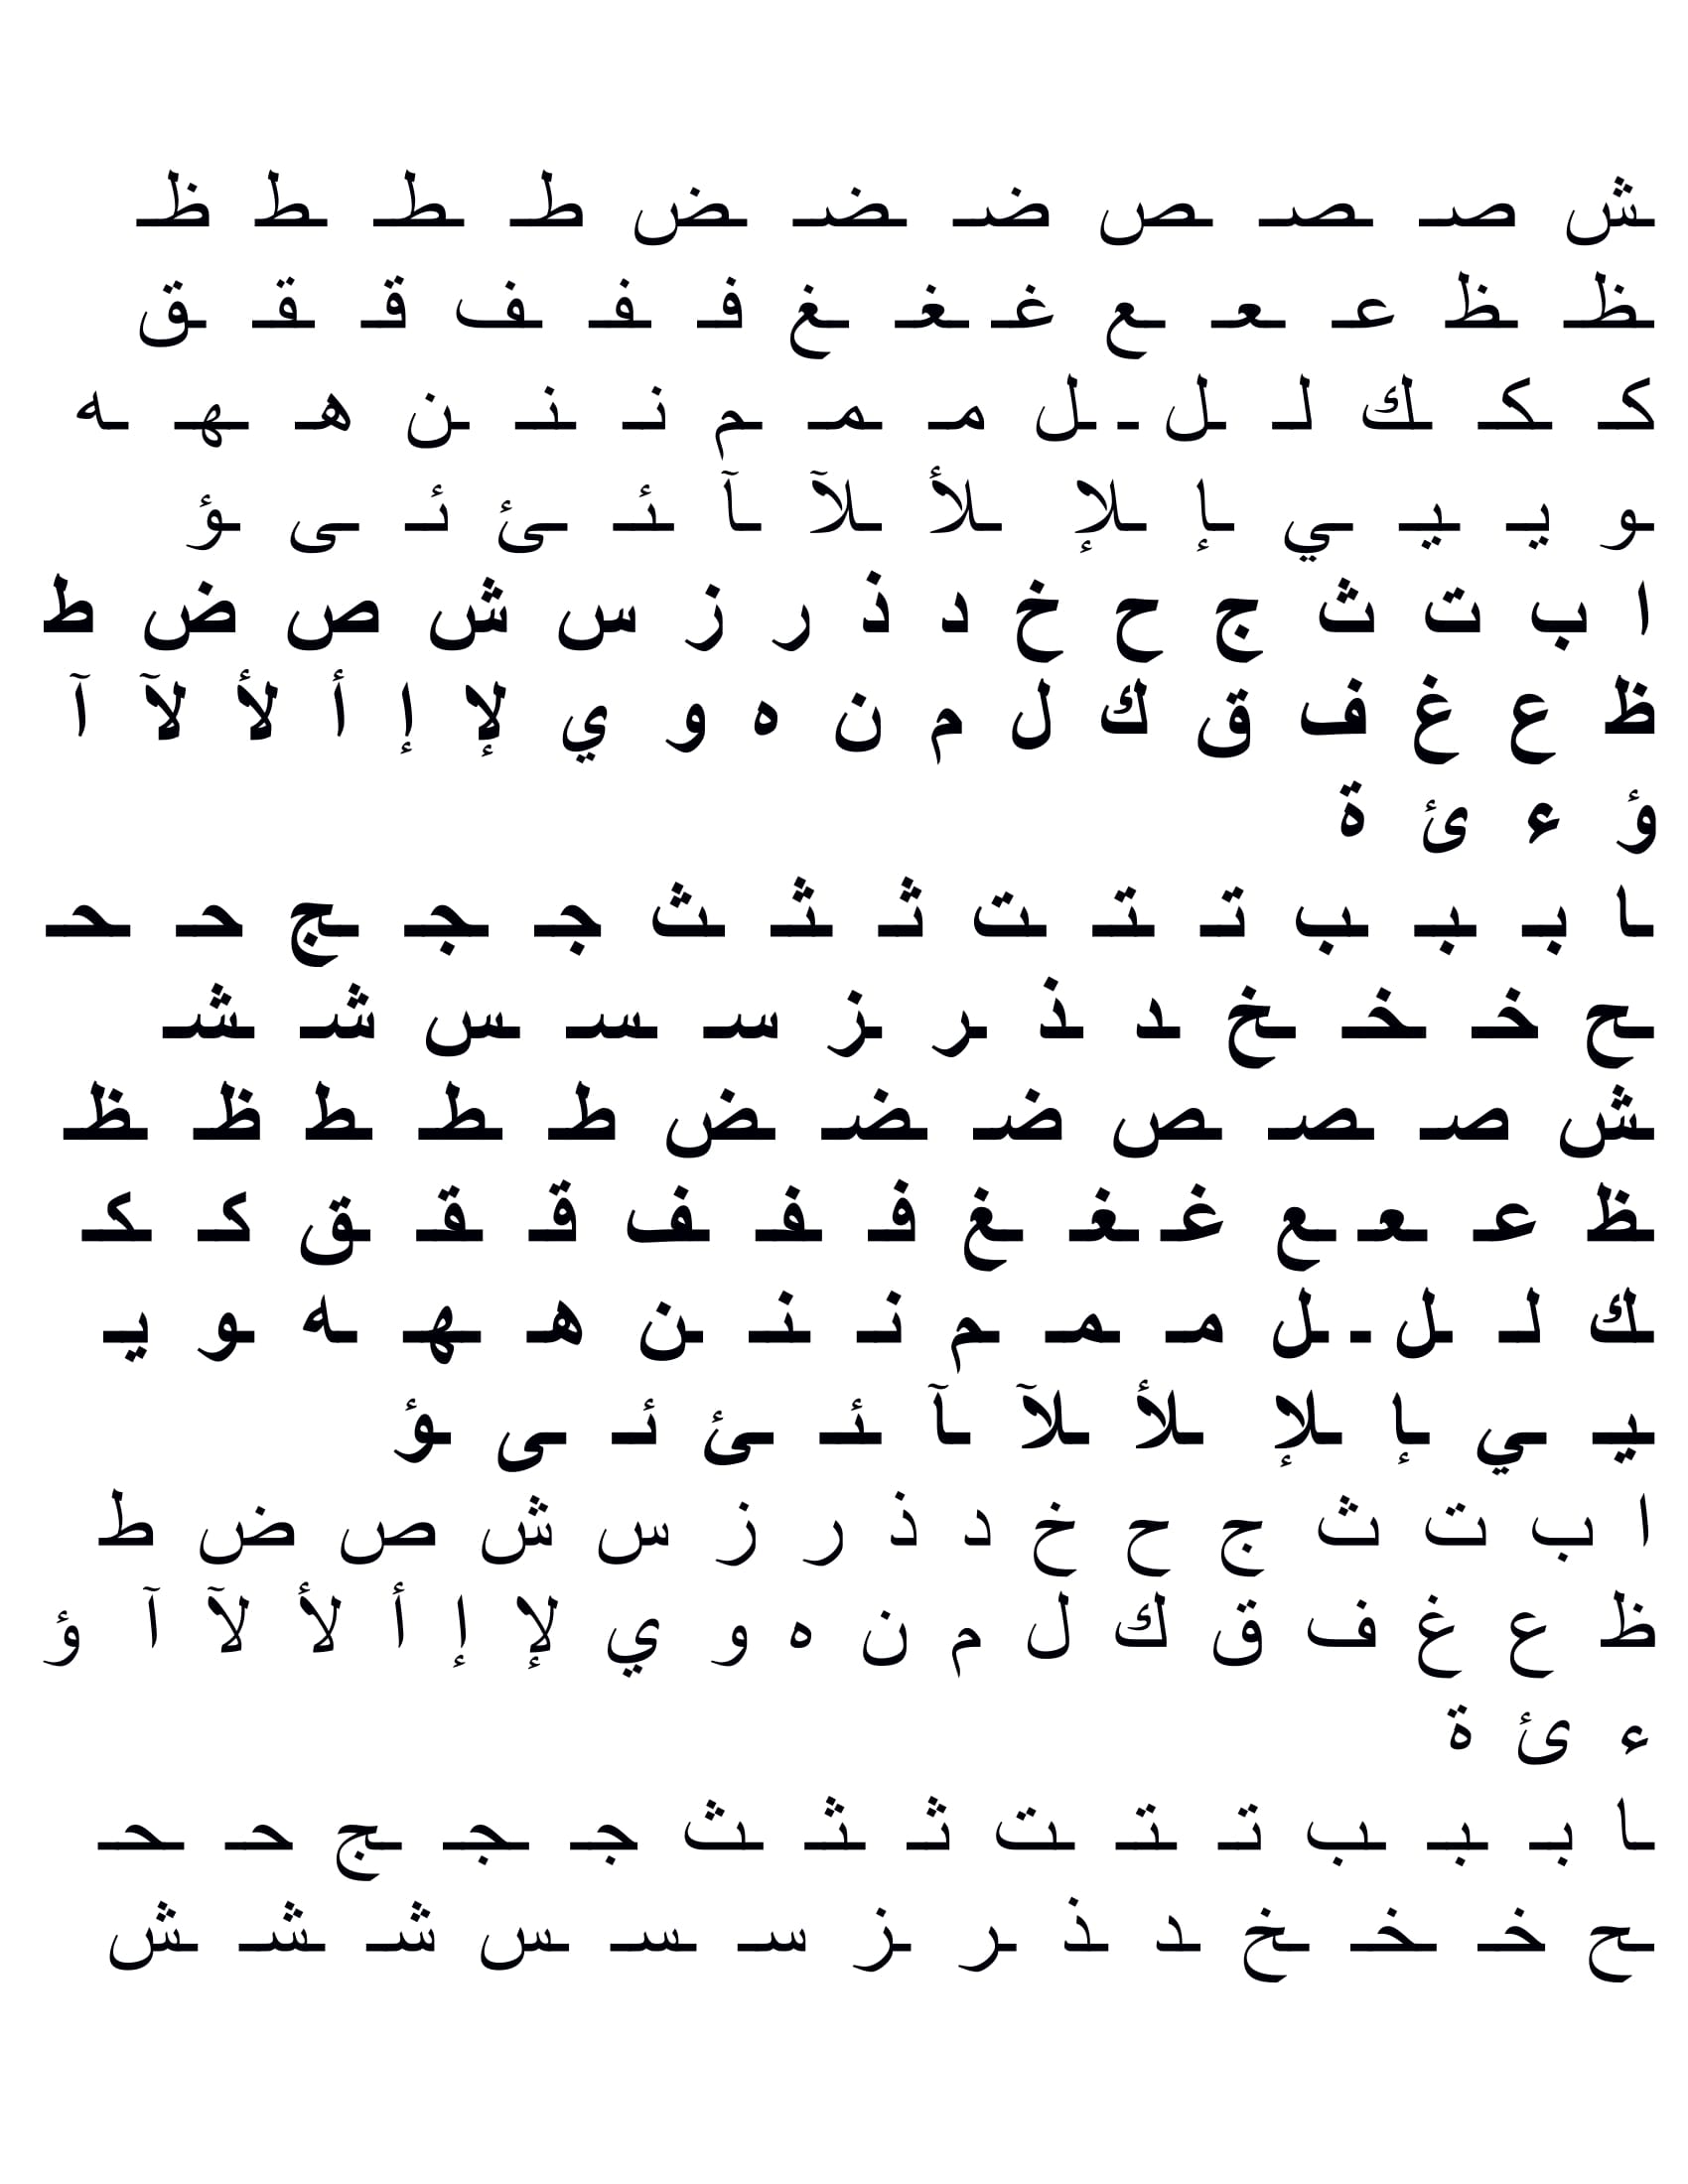 ـش صـ ـصـ ـص ضـ ـضـ ـض طـ ـطـ ـط ظـ
ـظـ ـظ عـ ـعـ ـع غـ ـغـ ـغ فـ ـفـ ـف قـ ـقـ ـق
كـ ـكـ ـك لـ ـل ـ ـل مـ ـمـ ـم نـ ـنـ ـن هـ ـهـ ـه
ـو يـ ـيـ ـي ـإ ـلإ ـلأ ـلآ ـآ ـئـ ـئ ئـ ـى ـؤ
ا ب ت ث ج ح خ د ذ ر ز س ش ص ض ط
ظ ع غ ف ق ك ل م ن ه و ي لإ إ أ لأ لآ آ
ؤ ء ئ ة
ـا بـ ـبـ ـب تـ ـتـ ـت ثـ ـثـ ـث جـ ـجـ ـج حـ ـحـ
ـح خـ ـخـ ـخ ـد ـذ ـر ـز سـ ـسـ ـس شـ ـشـ
ـش صـ ـصـ ـص ضـ ـضـ ـض طـ ـطـ ـط ظـ ـظـ
ـظ عـ ـعـ ـع غـ ـغـ ـغ فـ ـفـ ـف قـ ـقـ ـق كـ ـكـ
ـك لـ ـل ـ ـل مـ ـمـ ـم نـ ـنـ ـن هـ ـهـ ـه ـو يـ
ـيـ ـي ـإ ـلإ ـلأ ـلآ ـآ ـئـ ـئ ئـ ـى ـؤ
ا ب ت ث ج ح خ د ذ ر ز س ش ص ض ط
ظ ع غ ف ق ك ل م ن ه و ي لإ إ أ لأ لآ آ ؤ
ء ئ ة
ـا بـ ـبـ ـب تـ ـتـ ـت ثـ ـثـ ـث جـ ـجـ ـج حـ ـحـ
ـح خـ ـخـ ـخ ـد ـذ ـر ـز سـ ـسـ ـس شـ ـشـ ـش